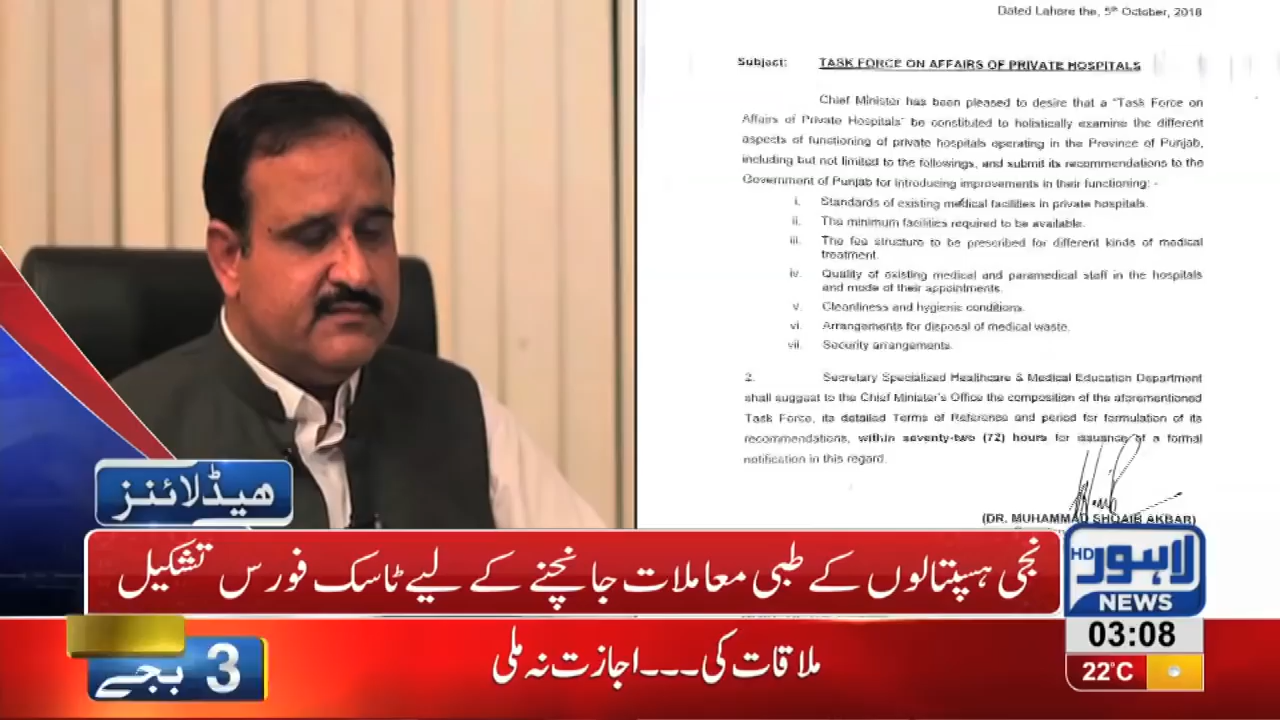 Dated Lahore the, 5th October, 2018
Subject: TASK FORCE ON AFFAIRS OF PRIVATE HOSPITALS
Chief Minister has been pleased to desire that a "Task Force on
Affairs of Private Hospitals" be constituted to holistically examine the different
aspects of functioning of private hospitals operating in the Province of Punjab,
including but not limited to the followings, and submit its recommendations to the
Government of Punjab for introducing improvements in their functioning: -
i. Standards of existing medical facilities in private hospitals.
ii. The minimum facilities required to be available.
iii. The fee structure to be prescribed for different kinds of medical
treatment.
iv. Quality of existing medical and paramedical staff in the hospitals
and mode of their appointments.
v. Cleanliness and hygienic conditions.
vi. Arrangements for disposal of medical waste.
vii. Security arrangements.
2. Secretary Specialized Healthcare & Medical Education Department
shall suggest to the Chief Minister's Office the composition of the aforementioned
Task Force, its detailed Terms of Reference and period for formulation of its
recommendations, within seventy-two (72) hours for issuance of a formal
notification in this regard.
(DR. MUHAMMAD SHOAIB AKBAR)
ھیڈلائنز
نجی ہسپتالوں کے طبی معاملات جانچنے کے لیے ٹاسک فورس تشکیل
لاہور HD
NEWS
03:08
22°C
3 بجے
ملاقات کی۔۔۔اجازت نہ ملی